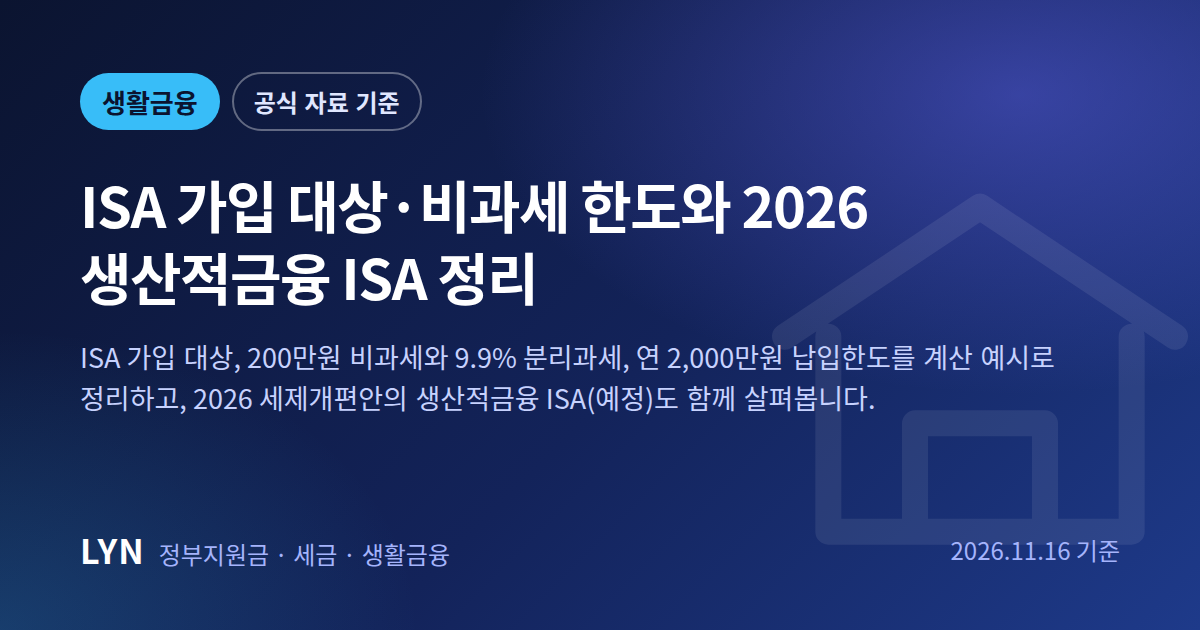 생활금융 공식 자료 기준
ISA 가입 대상·비과세 한도와 2026
생산적금융 ISA 정리
ISA 가입 대상, 200만원 비과세와 9.9% 분리과세, 연 2,000만원 납입한도를 계산 예시로
정리하고, 2026 세제개편안의 생산적금융 ISA(예정)도 함께 살펴봅니다.
LYN 정부지원금 · 세금 · 생활금융 2026.11.16 기준